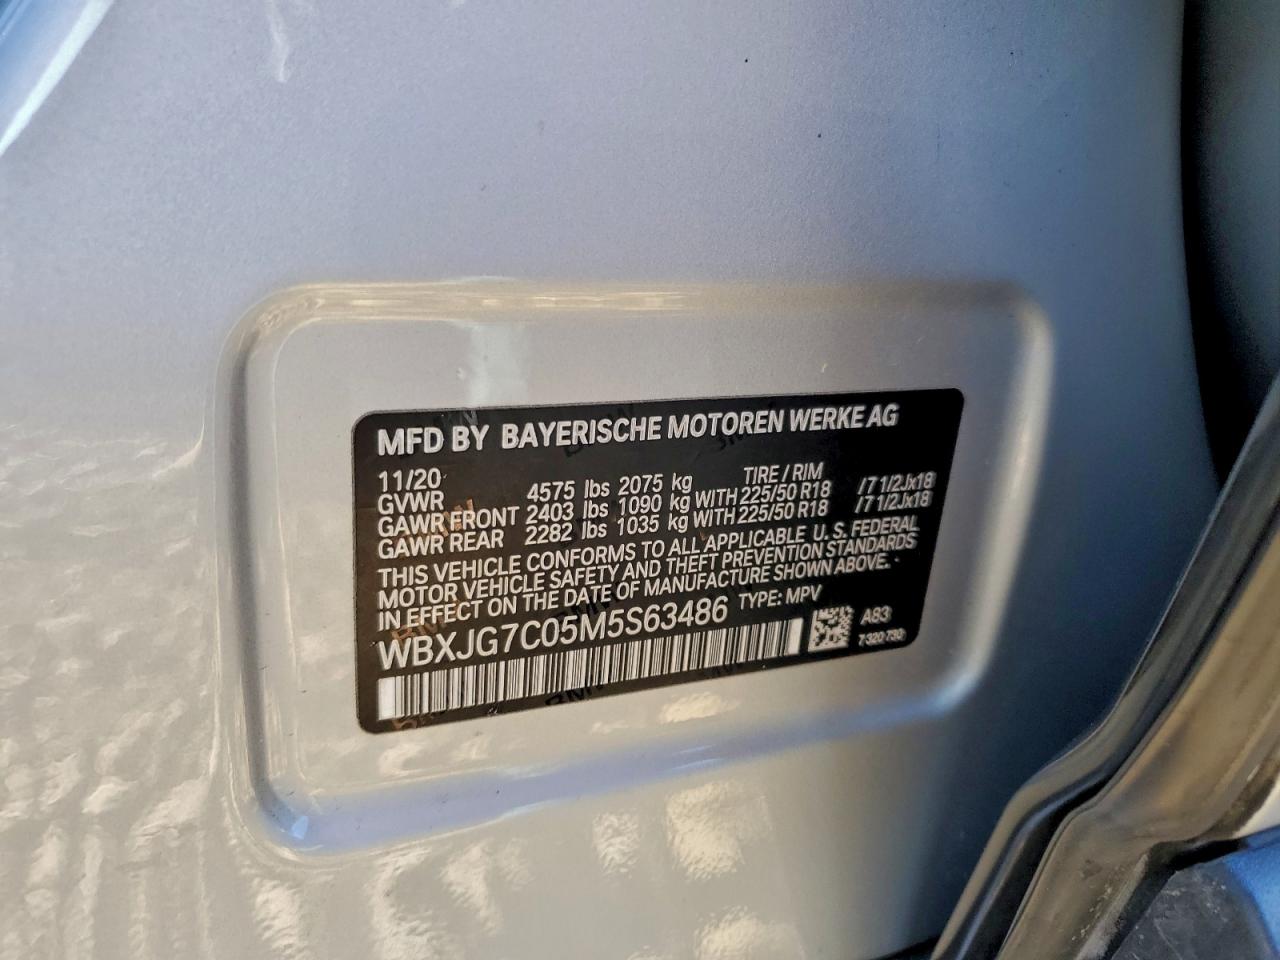 MFD BY BAYERISCHE MOTOREN WERKE AG
11/20 TIRE / RIM
GVWR 4575 lbs 2075 kg
GAWR FRONT 2403 lbs 1090 kg WITH 225/50 R18 /7 1/2Jx18
GAWR REAR 2282 lbs 1035 kg WITH 225/50 R18 /7 1/2Jx18
THIS VEHICLE CONFORMS TO ALL APPLICABLE U.S. FEDERAL
MOTOR VEHICLE SAFETY AND THEFT PREVENTION STANDARDS
IN EFFECT ON THE DATE OF MANUFACTURE SHOWN ABOVE.
WBXJG7C05M5S63486 TYPE: MPV
A83
7 320 730